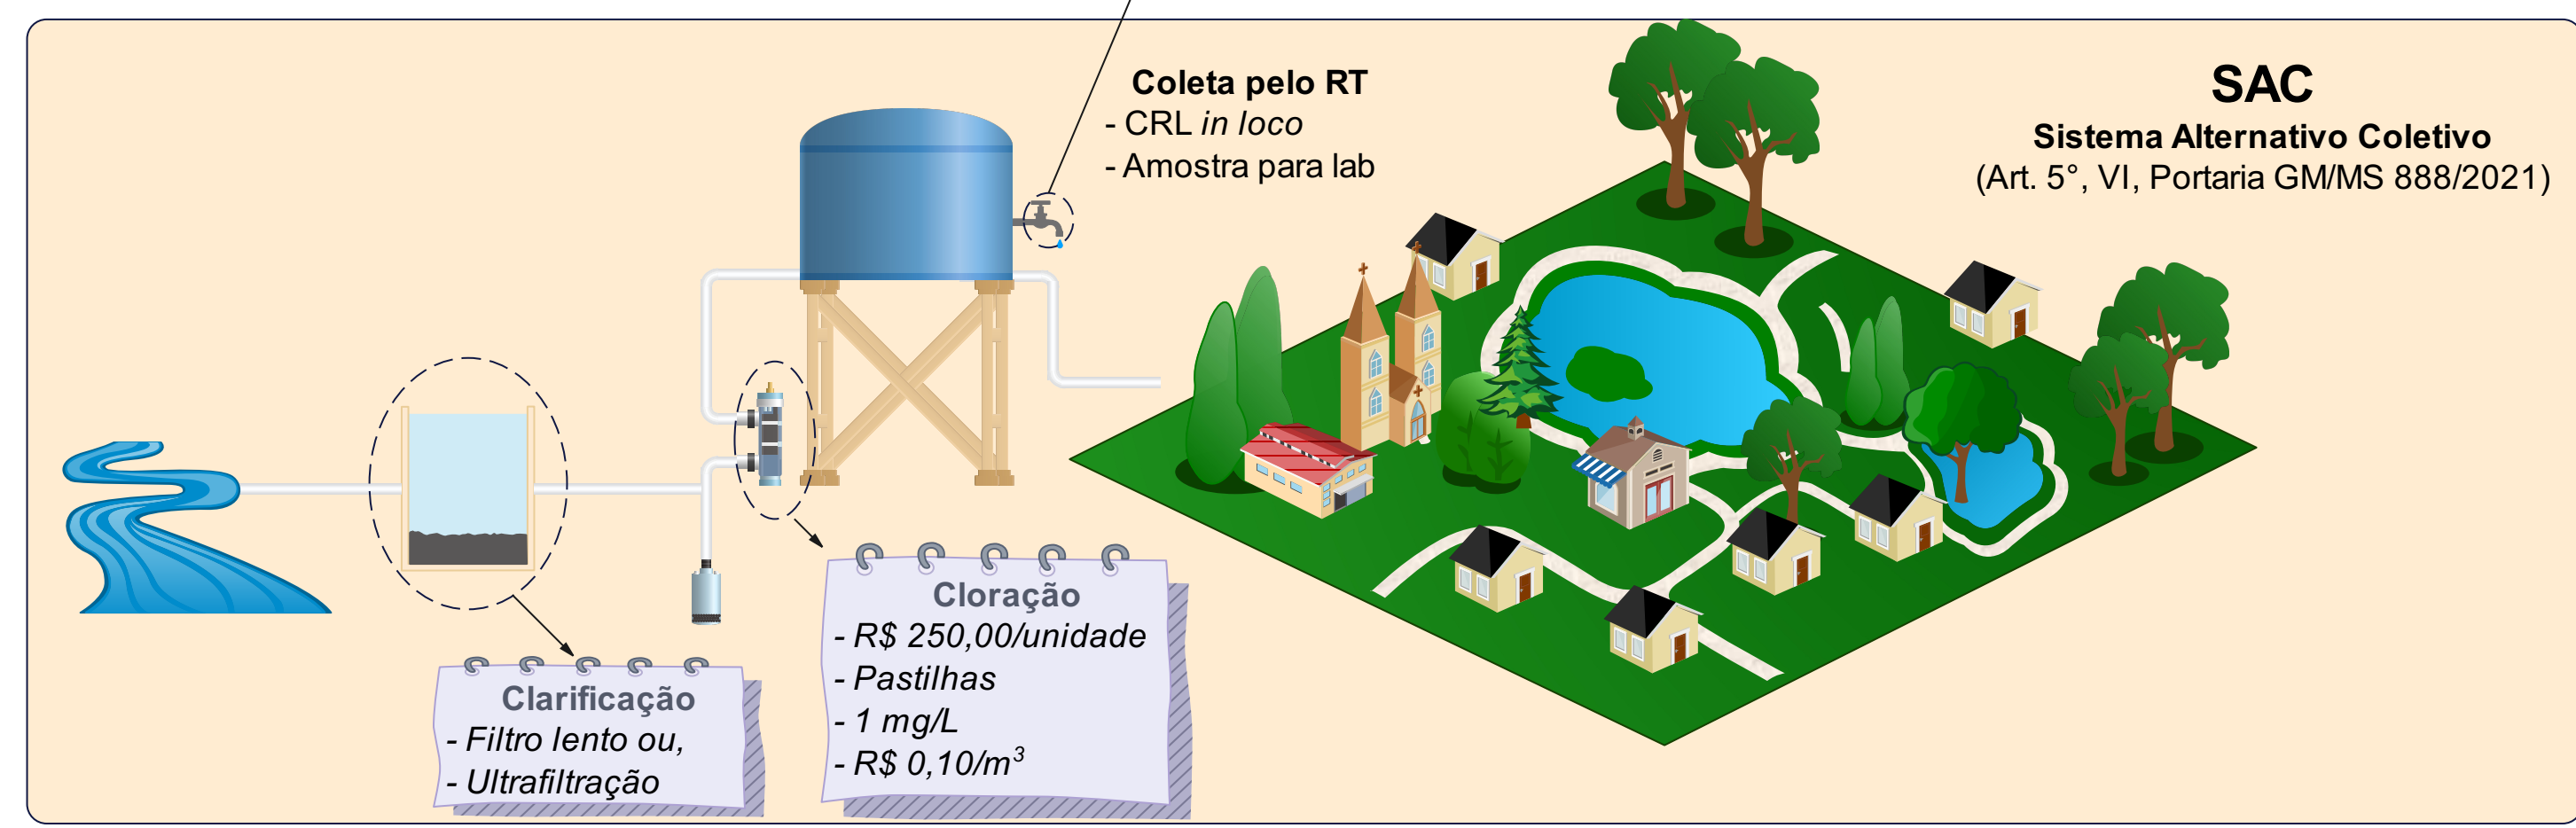 Coleta pelo RT
- CRL in loco
- Amostra para lab
SAC
Sistema Alternativo Coletivo
(Art. 5°, VI, Portaria GM/MS 888/2021)
Clarificação
- Filtro lento ou,
- Ultrafiltração
Cloração
- R$ 250,00/unidade
- Pastilhas
- 1 mg/L
- R$ 0,10/m³